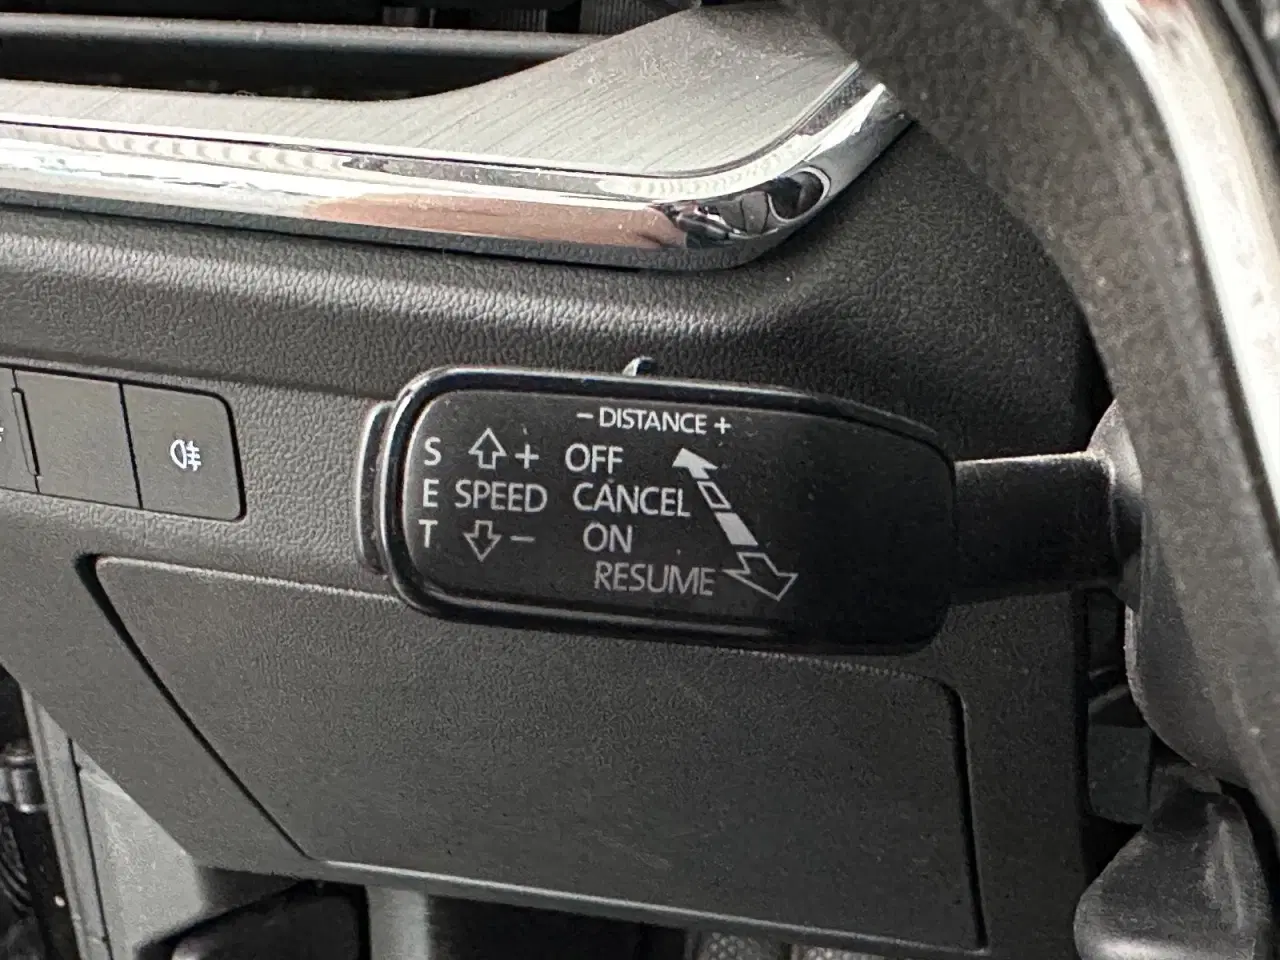 - DISTANCE +
S + OFF
E SPEED CANCEL
T - ON
RESUME